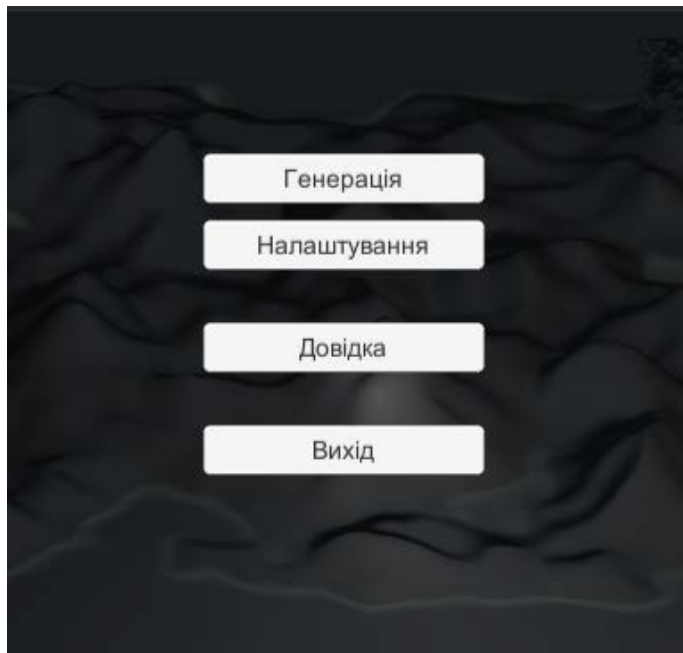 Генерація
Налаштування
Довідка
Вихід